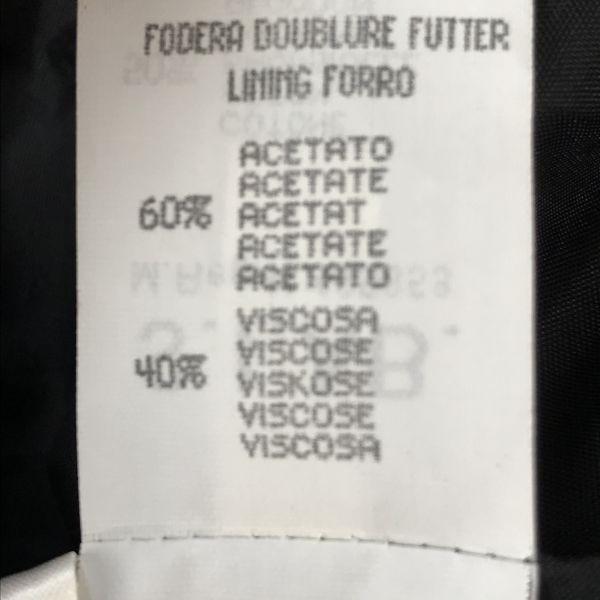 FODERA DOUBLURE FUTTER
LINING FORRO
60%
ACETATO
ACETATE
ACETAT
ACETATE
ACETATO
40%
VISCOSA
VISCOSE
VISKOSE
VISCOSE
VISCOSA